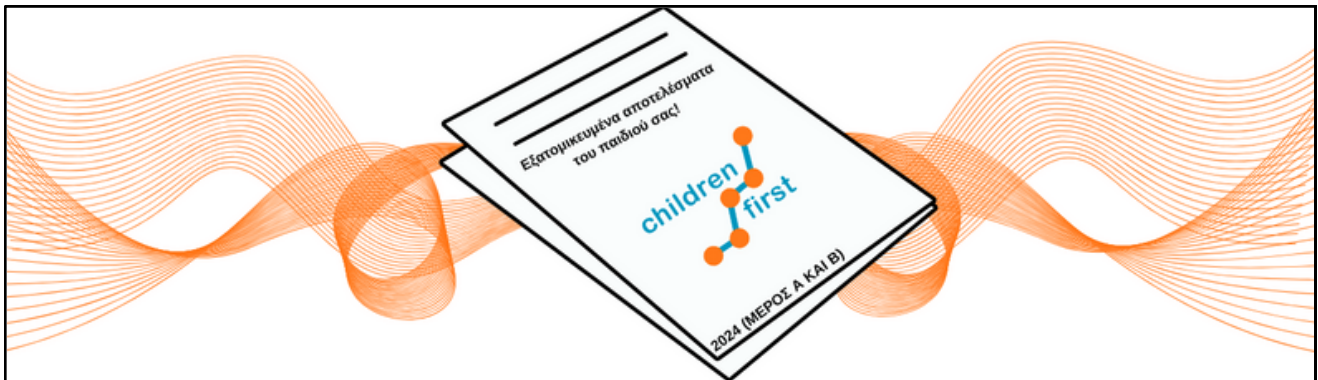 Εξατομικευμένα αποτελέσματα
του παιδιού σας!
children
first
2024 (ΜΕΡΟΣ Α ΚΑΙ Β)